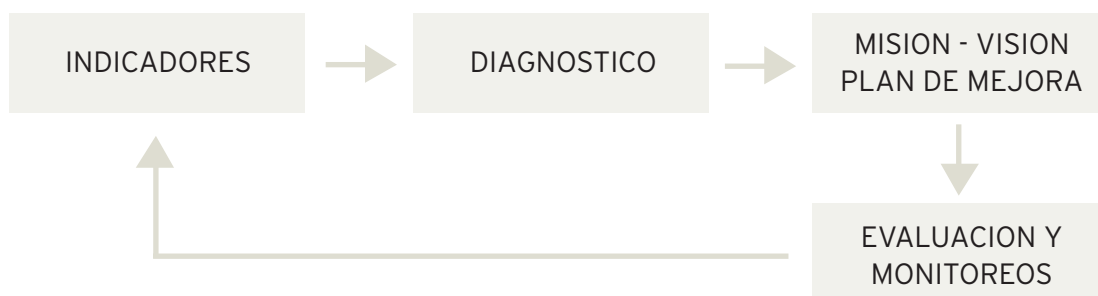 INDICADORES
DIAGNOSTICO
MISION - VISION
PLAN DE MEJORA
EVALUACION Y
MONITOREOS